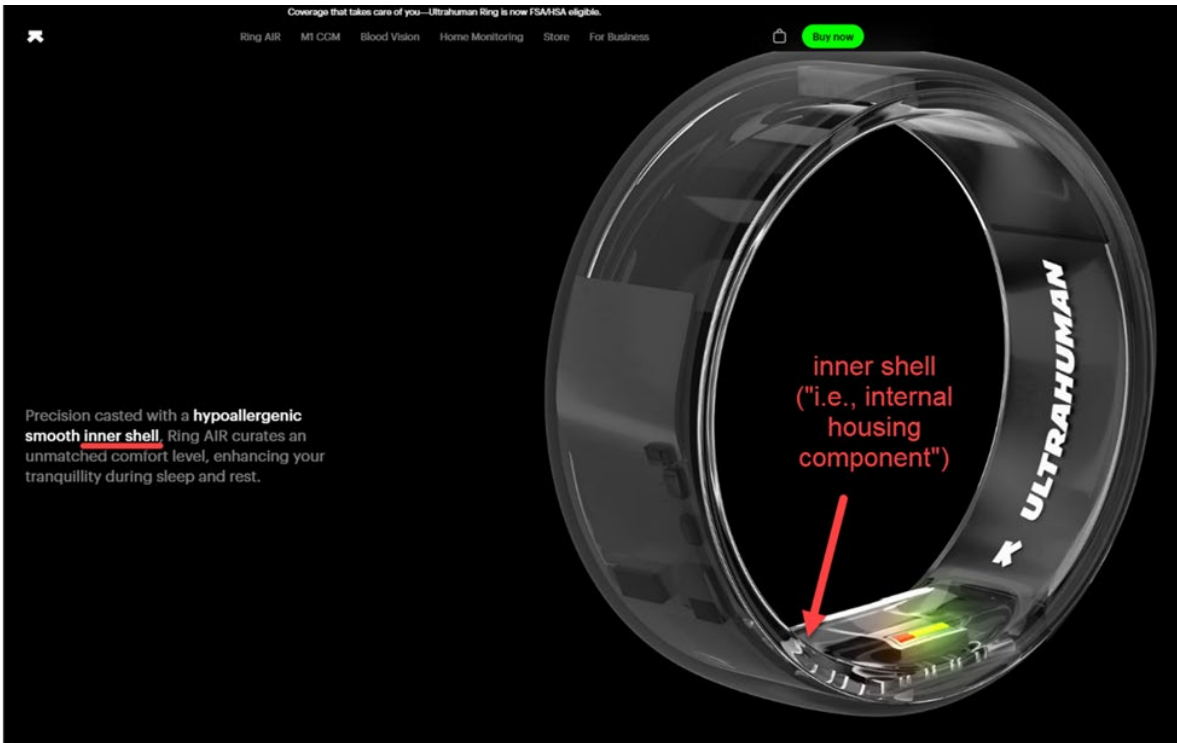 Coverage that takes care of you—Ultrahuman Ring is now FSA/HSA eligible.
Ring AIR M1 CGM Blood Vision Home Monitoring Store For Business Buy now
inner shell
("i.e., internal
housing
component")
ULTRAHUMAN
Precision casted with a hypoallergenic
smooth inner shell, Ring AIR curates an
unmatched comfort level, enhancing your
tranquillity during sleep and rest.